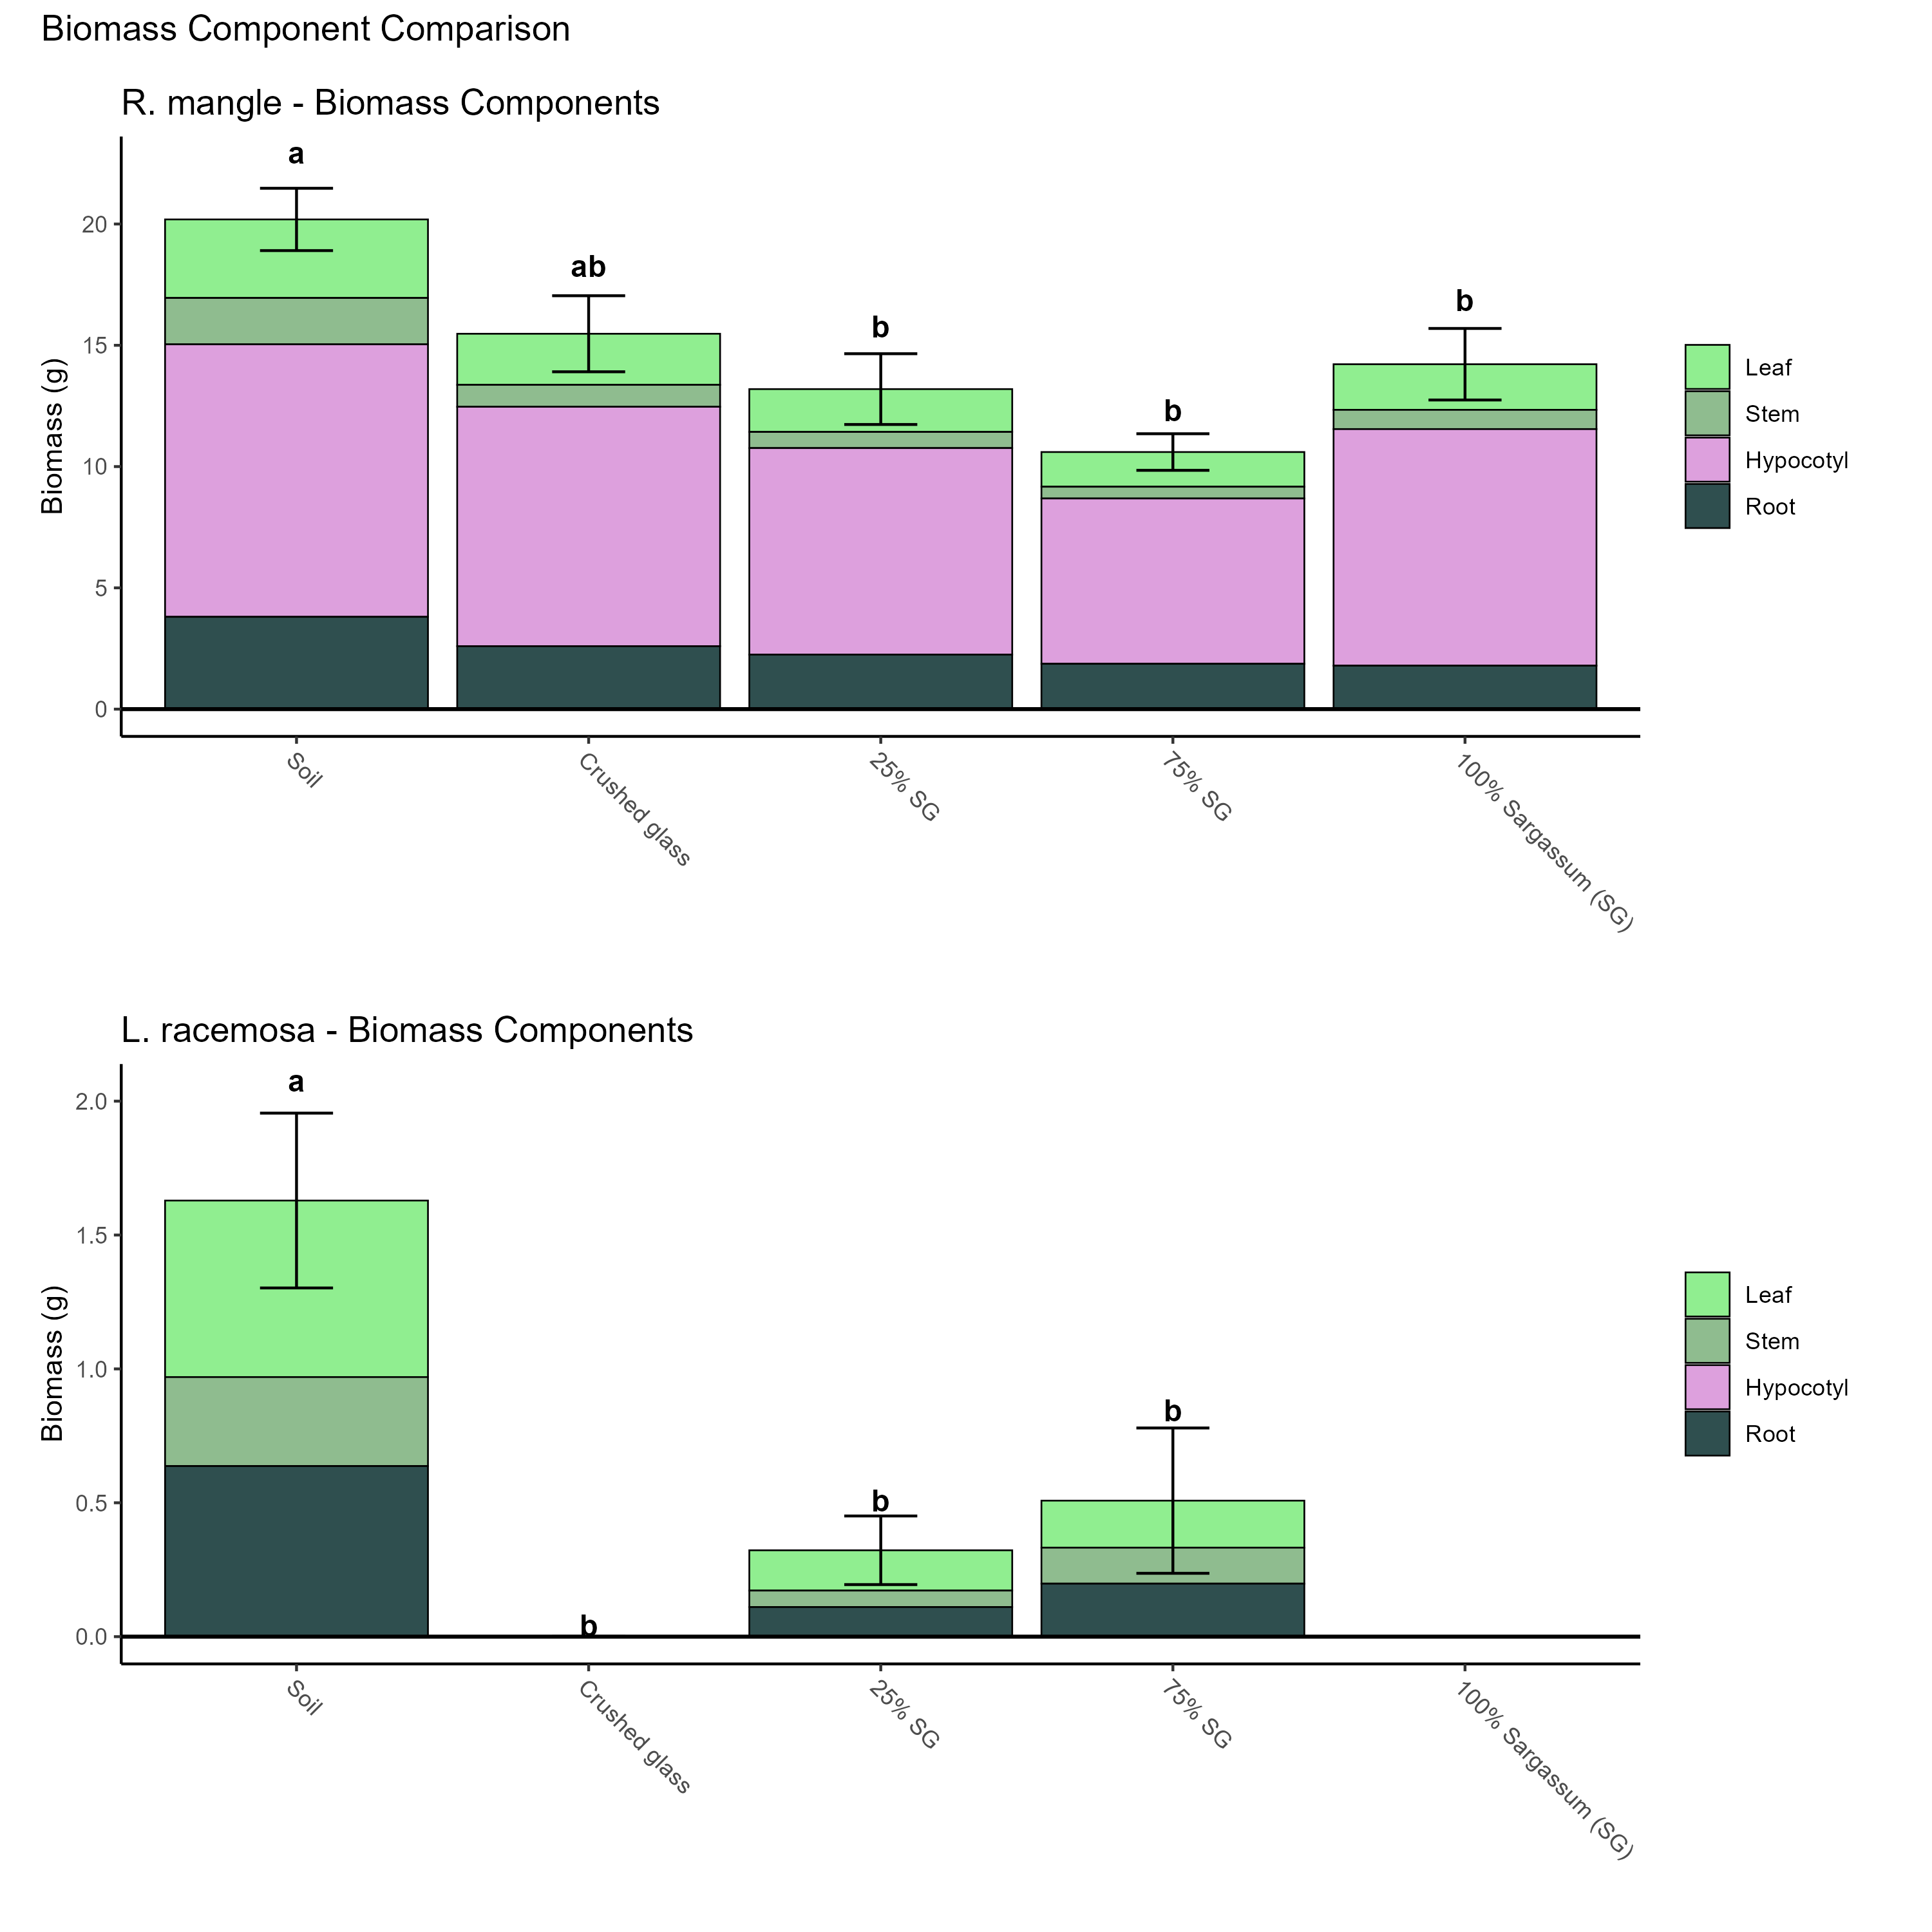 Biomass Component Comparison
R. mangle - Biomass Components
a
ab
b
b
b
20
15
10
5
0
Biomass (g)
Soil
Crushed glass
25% SG
75% SG
100% Sargassum (SG)
Leaf
Stem
Hypocotyl
Root
L. racemosa - Biomass Components
a
b
b
b
2.0
1.5
1.0
0.5
0.0
Biomass (g)
Soil
Crushed glass
25% SG
75% SG
100% Sargassum (SG)
Leaf
Stem
Hypocotyl
Root